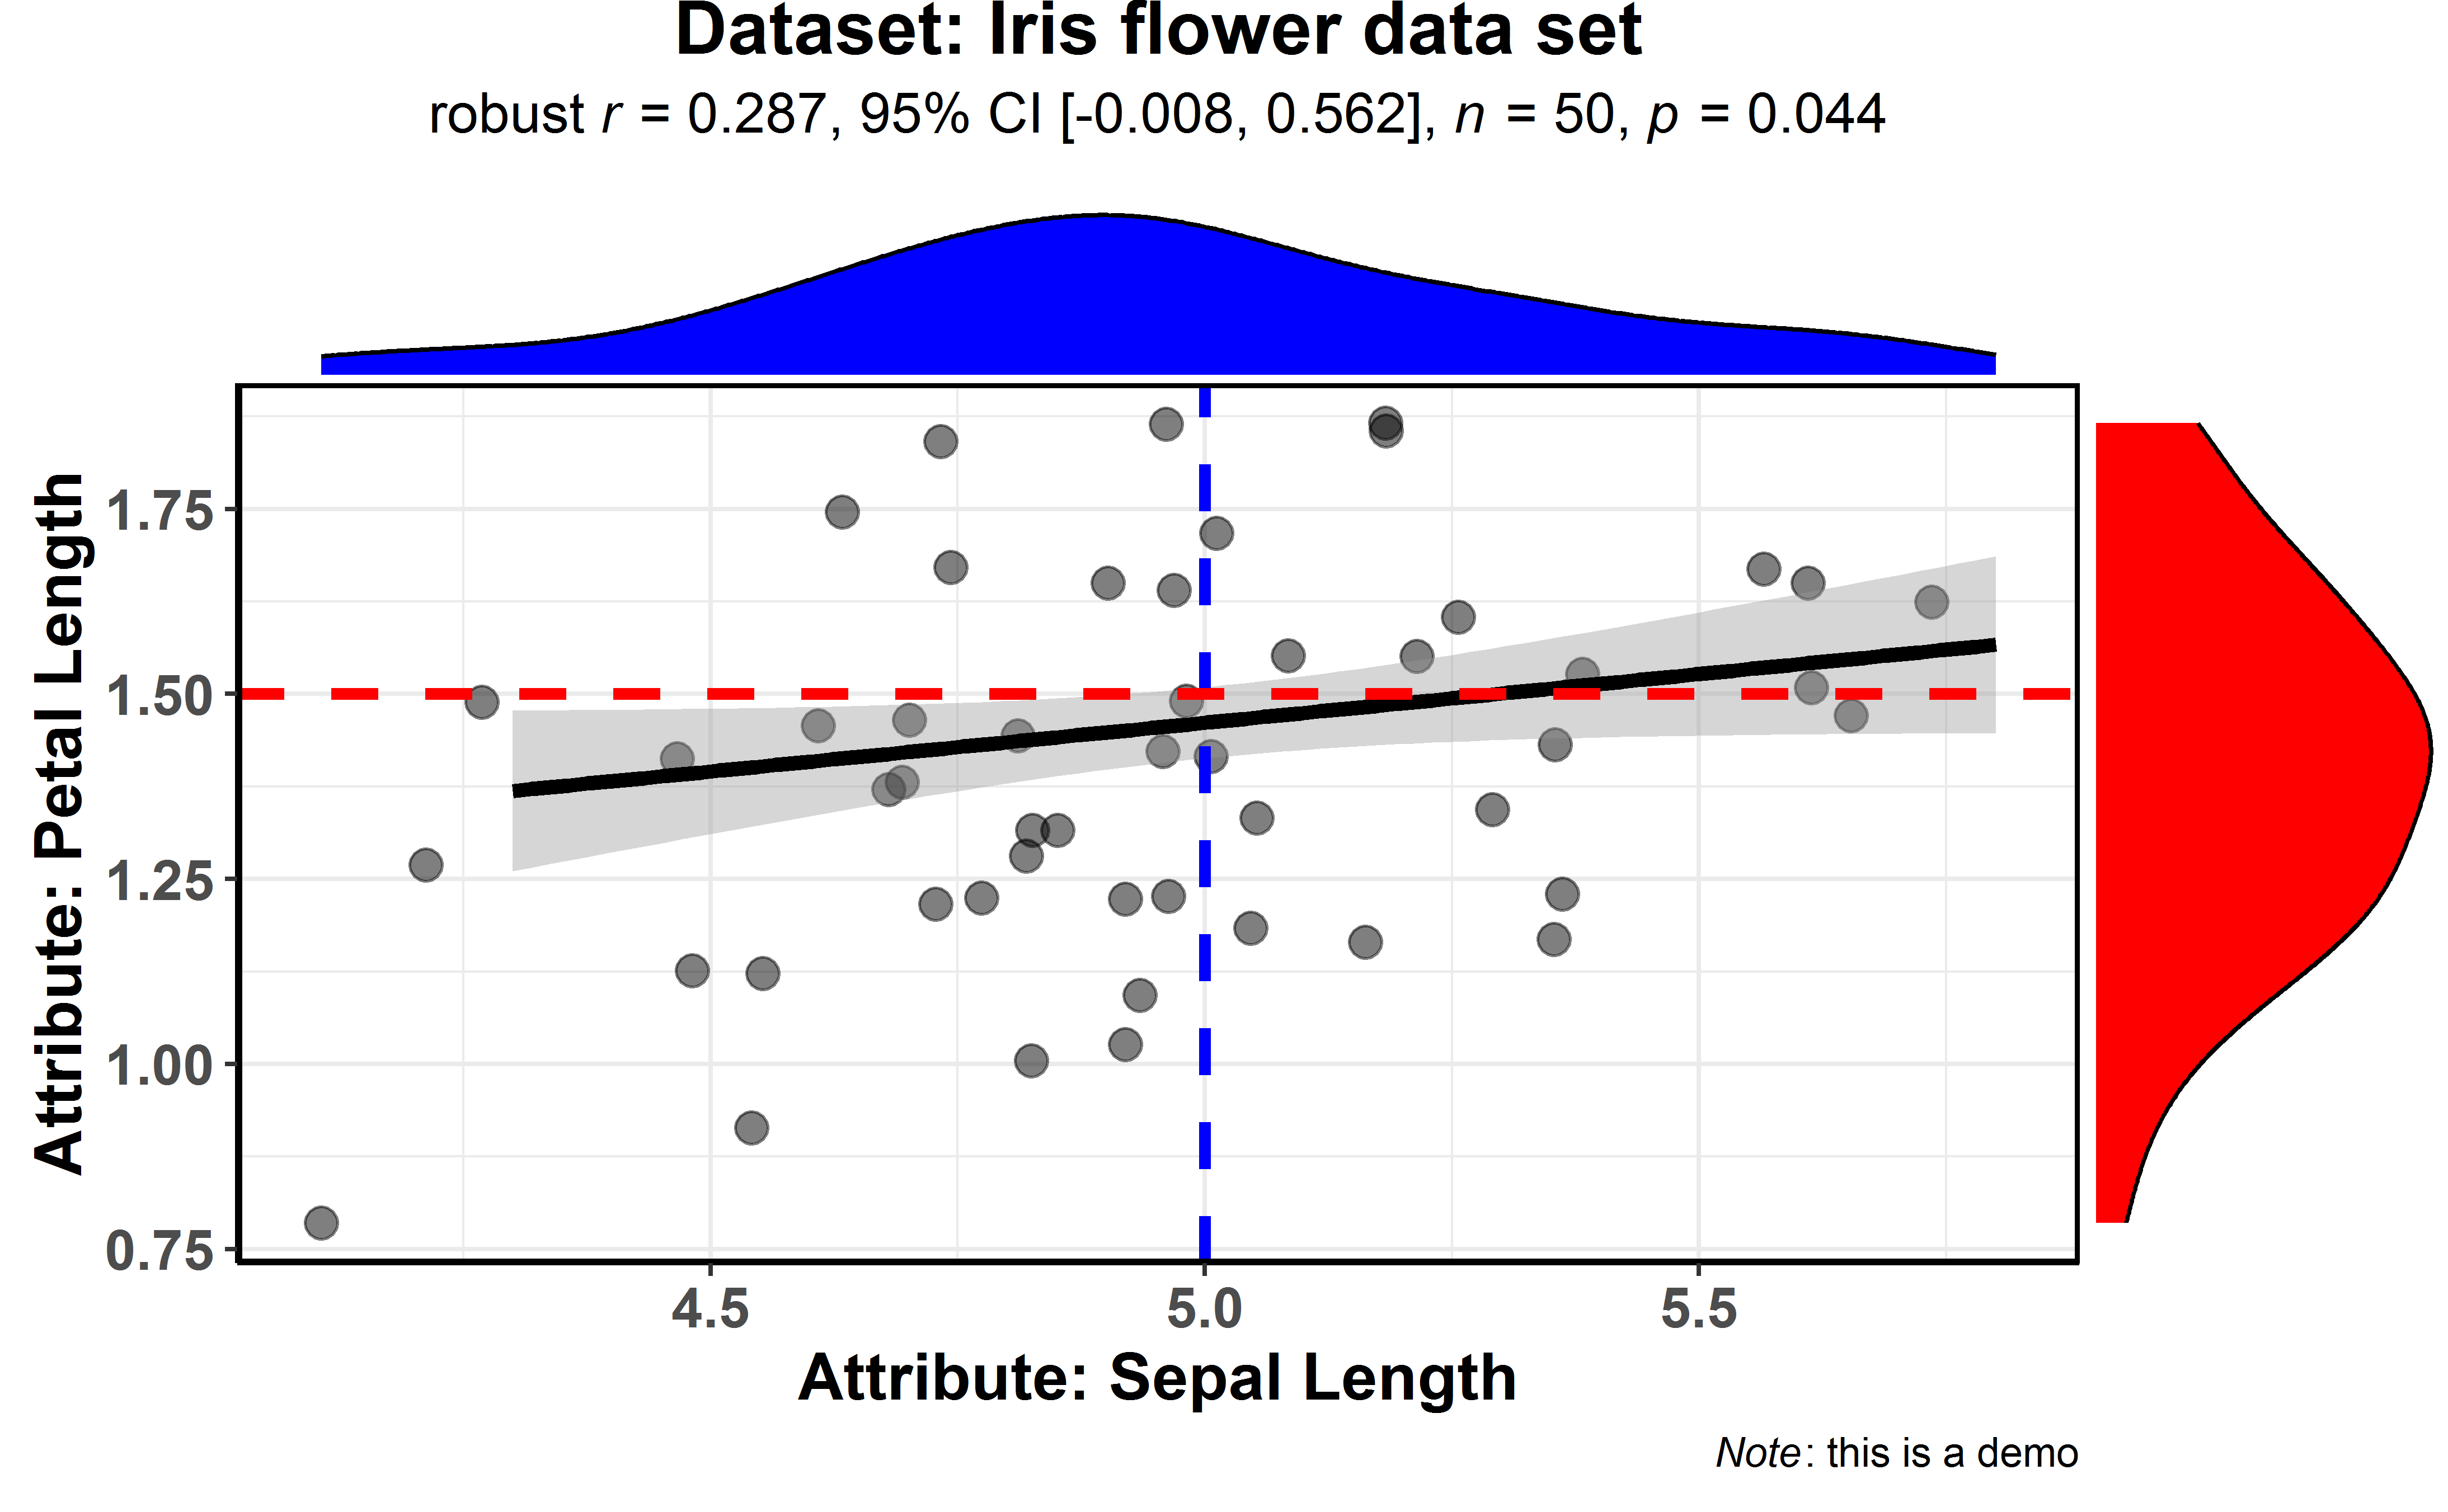 Dataset: Iris flower data set
robust r = 0.287, 95% CI [-0.008, 0.562], n = 50, p = 0.044
Attribute: Petal Length
1.75
1.50
1.25
1.00
0.75
4.5 5.0 5.5
Attribute: Sepal Length
Note: this is a demo